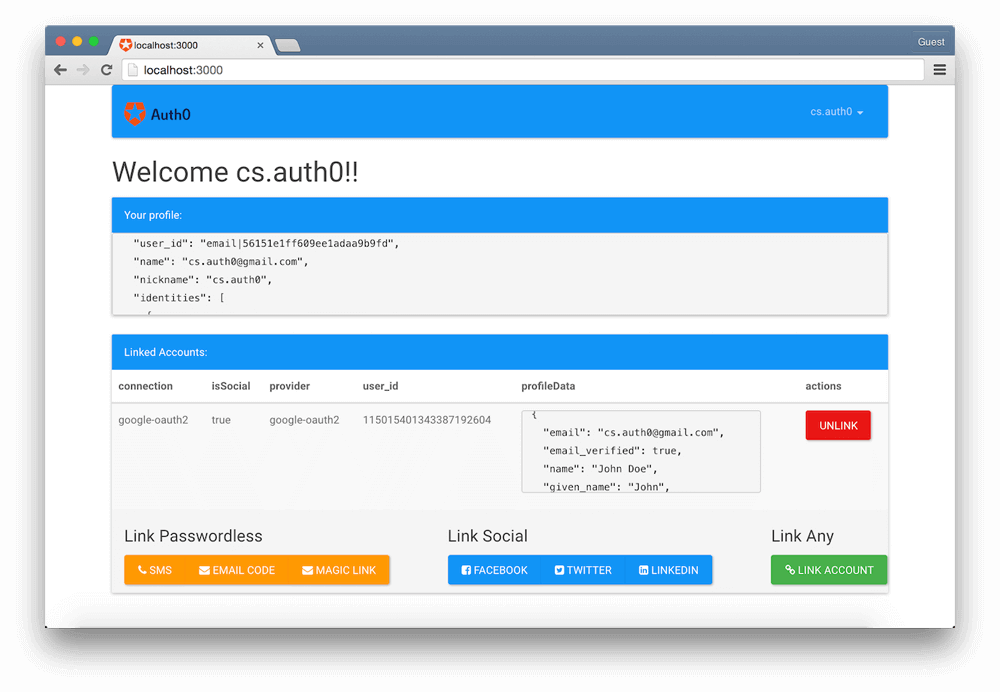 localhost:3000
Guest
localhost:3000
Auth0
cs.auth0
Welcome cs.auth0!!
Your profile:
"user_id": "email|56151e1ff609ee1adaa9b9fd",
"name": "cs.auth0@gmail.com",
"nickname": "cs.auth0",
"identities": [
{
Linked Accounts:
connection isSocial provider user_id profileData actions
google-oauth2 true google-oauth2 115015401343387192604 UNLINK
{
"email": "cs.auth0@gmail.com",
"email_verified": true,
"name": "John Doe",
"given_name": "John",
Link Passwordless Link Social Link Any
SMS EMAIL CODE MAGIC LINK FACEBOOK TWITTER LINKEDIN LINK ACCOUNT